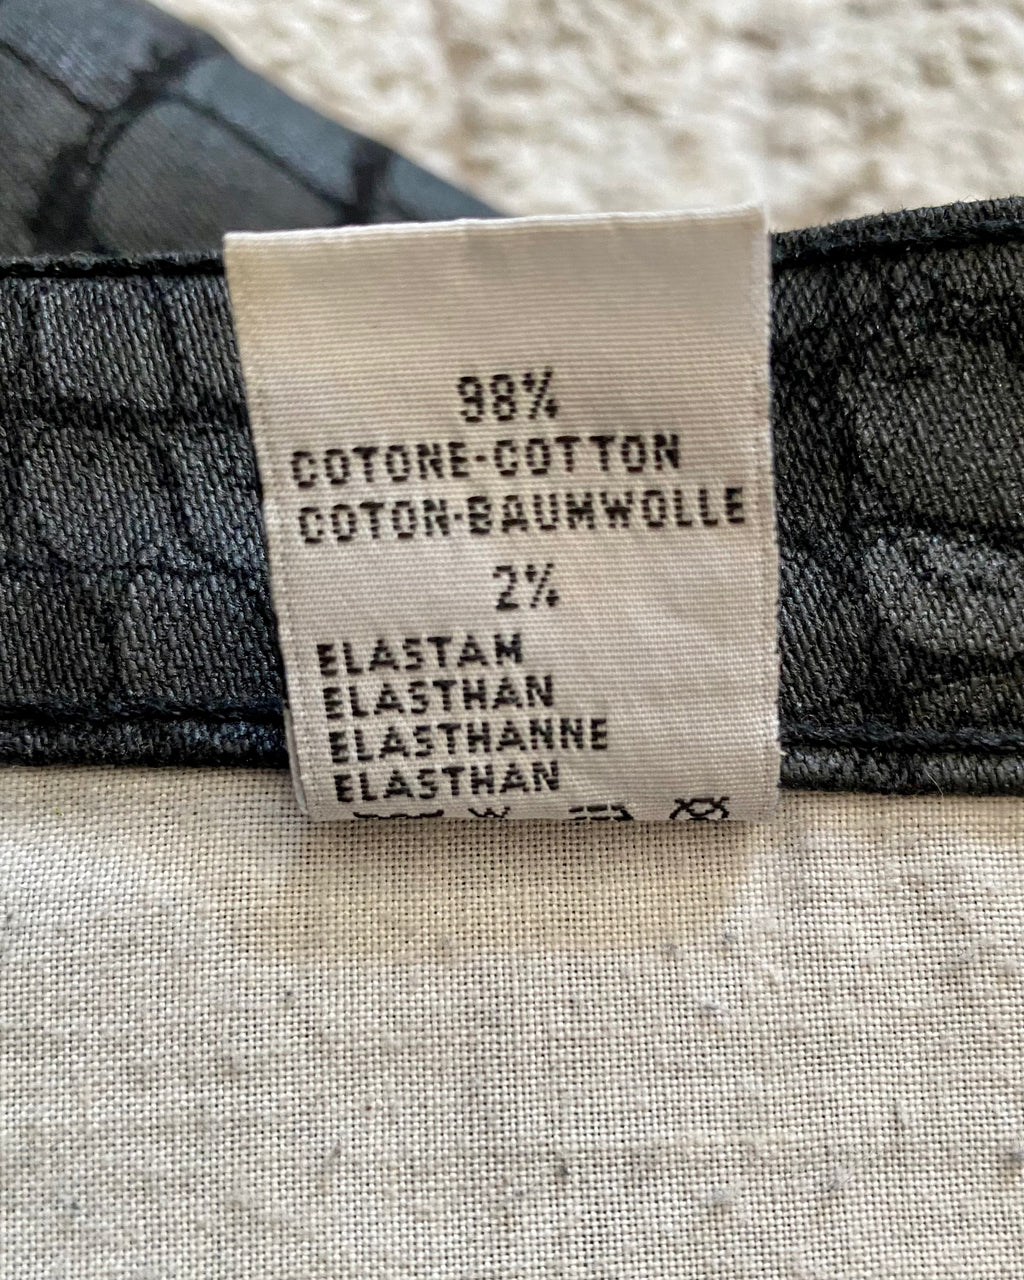 98%
COTONE-COTTON
COTON-BAUMWOLLE
2%
ELASTAM
ELASTHAN
ELASTHANNE
ELASTHAN